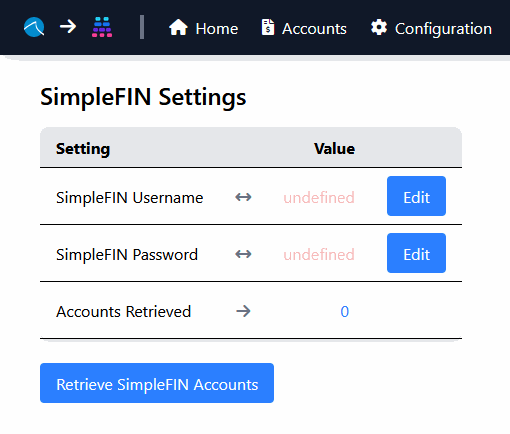 Home Accounts Configuration
SimpleFIN Settings
Setting Value
SimpleFIN Username undefined Edit
SimpleFIN Password undefined Edit
Accounts Retrieved 0
Retrieve SimpleFIN Accounts